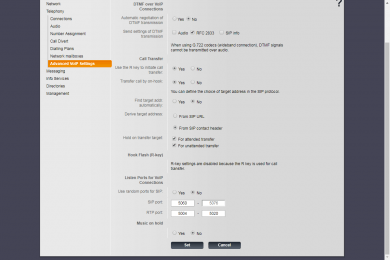 Network
Telephony
Connections
Audio
Number Assignment
Call Divert
Dialing Plans
Network mailboxes
Advanced VoIP Settings
Messaging
Info Services
Directories
Management
?
DTMF over VoIP
Connections
Automatic negotiation of
DTMF transmission
Yes No
Send settings of DTMF
transmission
Audio RFC 2833 SIP Info
When using G.722 codecs (wideband connection), DTMF signals
cannot be transmitted over audio.
Call Transfer
Use the R key to initiate call
transfer
Yes No
Transfer call by on-hook:
Yes No
You can define the choice of target address in the SIP protocol.
Find target addr.
automatically:
Yes No
Derive target address:
From SIP URL
From SIP contact header
Hold on transfer target:
For attended transfer
For unattended transfer
Hook Flash (R-key)
R-key settings are disabled because the R key is used for call
transfer.
Listen Ports for VoIP
Connections
Use random ports for SIP:
Yes No
SIP port:
5060 - 5076
RTP port:
5004 - 5020
Music on hold
Yes No
Set Cancel